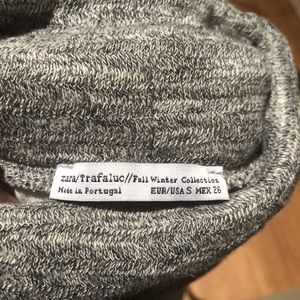 zara/Trafaluc//Fall Winter Collection
Made in Portugal EUR/USA S MEX 26